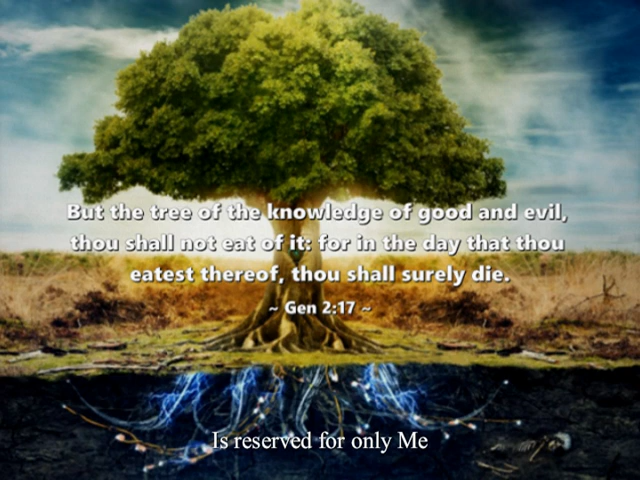 But the tree of the knowledge of good and evil,
thou shall not eat of it: for in the day that thou
eatest thereof, thou shall surely die.
~ Gen 2:17 ~
Is reserved for only Me